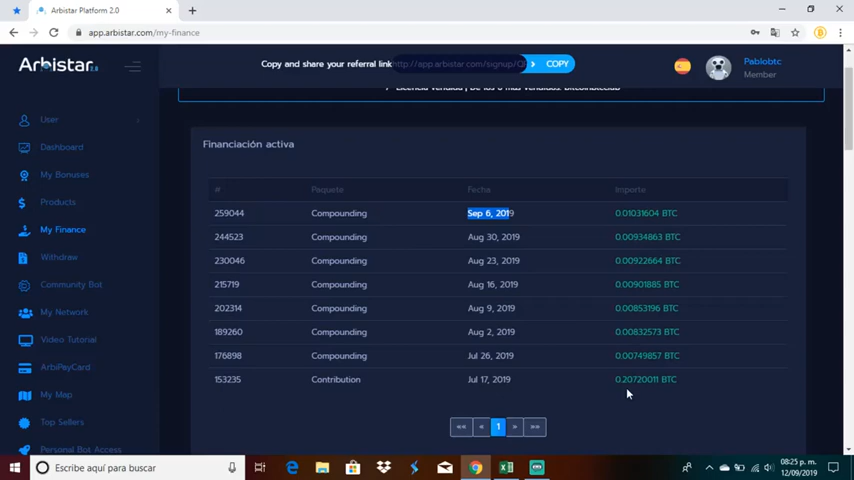 Arbistar Platform 2.0
app.arbistar.com/my-finance
Arbistar 2.0
Copy and share your referral link http://app.arbistar.com/signup/
COPY
Pablobtc
Member
User
Dashboard
My Bonuses
Products
My Finance
Withdraw
Community Bot
My Network
Video Tutorial
ArbiPayCard
My Map
Top Sellers
Personal Bot Access
Financiación activa
# Paquete Fecha Importe
259044 Compounding Sep 6, 2019 0.01031604 BTC
244523 Compounding Aug 30, 2019 0.00934863 BTC
230046 Compounding Aug 23, 2019 0.00922664 BTC
215719 Compounding Aug 16, 2019 0.00901885 BTC
202314 Compounding Aug 9, 2019 0.00853196 BTC
189260 Compounding Aug 2, 2019 0.00832573 BTC
176898 Compounding Jul 26, 2019 0.00749857 BTC
153235 Contribution Jul 17, 2019 0.20720011 BTC
«« « 1 » »»
Escribe aquí para buscar
08:25 p. m.
12/09/2019